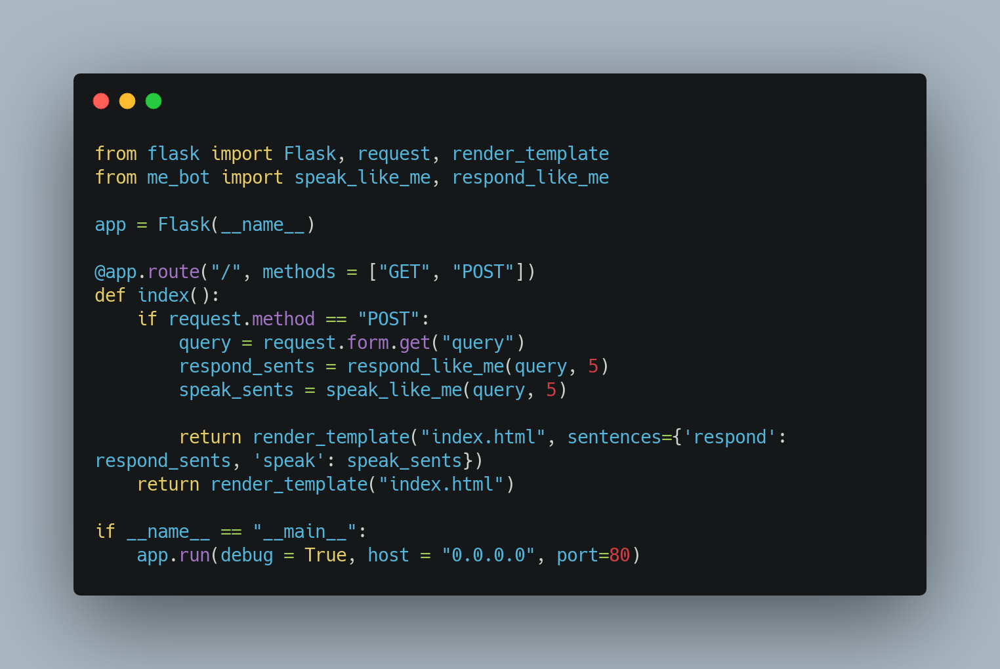 from flask import Flask, request, render_template
from me_bot import speak_like_me, respond_like_me

app = Flask(__name__)

@app.route("/", methods = ["GET", "POST"])
def index():
    if request.method == "POST":
        query = request.form.get("query")
        respond_sents = respond_like_me(query, 5)
        speak_sents = speak_like_me(query, 5)

        return render_template("index.html", sentences={'respond':
respond_sents, 'speak': speak_sents})
    return render_template("index.html")

if __name__ == "__main__":
    app.run(debug = True, host = "0.0.0.0", port=80)